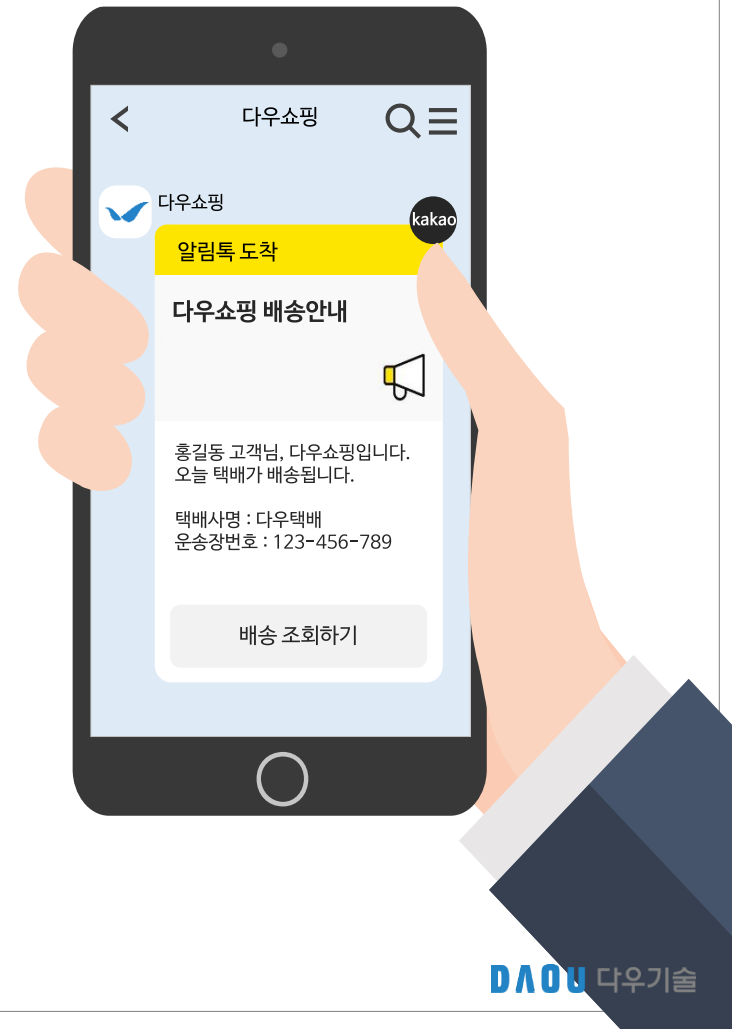 다우쇼핑
다우쇼핑
kakao
알림톡 도착
다우쇼핑 배송안내
홍길동 고객님, 다우쇼핑입니다.
오늘 택배가 배송됩니다.
택배사명 : 다우택배
운송장번호 : 123-456-789
배송 조회하기
DAOU 다우기술